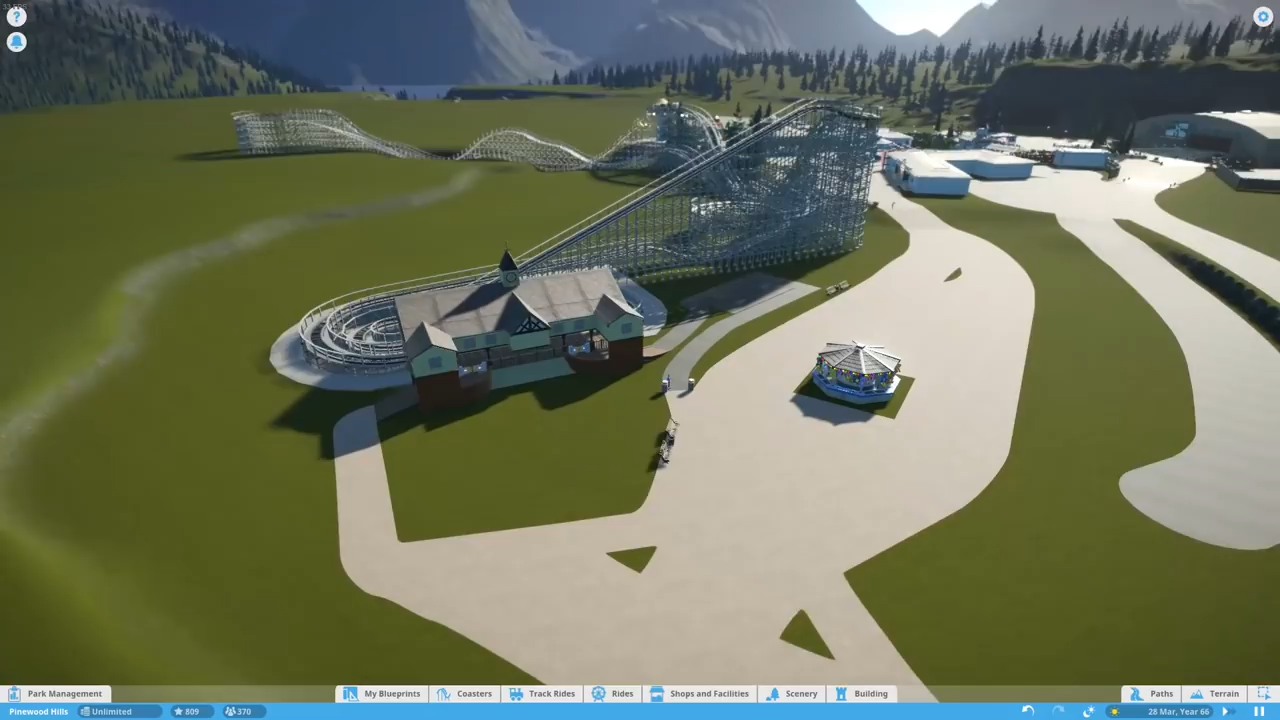 ?
Park Management
My Blueprints
Coasters
Track Rides
Rides
Shops and Facilities
Scenery
Building
Paths
Terrain
Pinewood Hills
Unlimited
809
370
28 Mar, Year 66